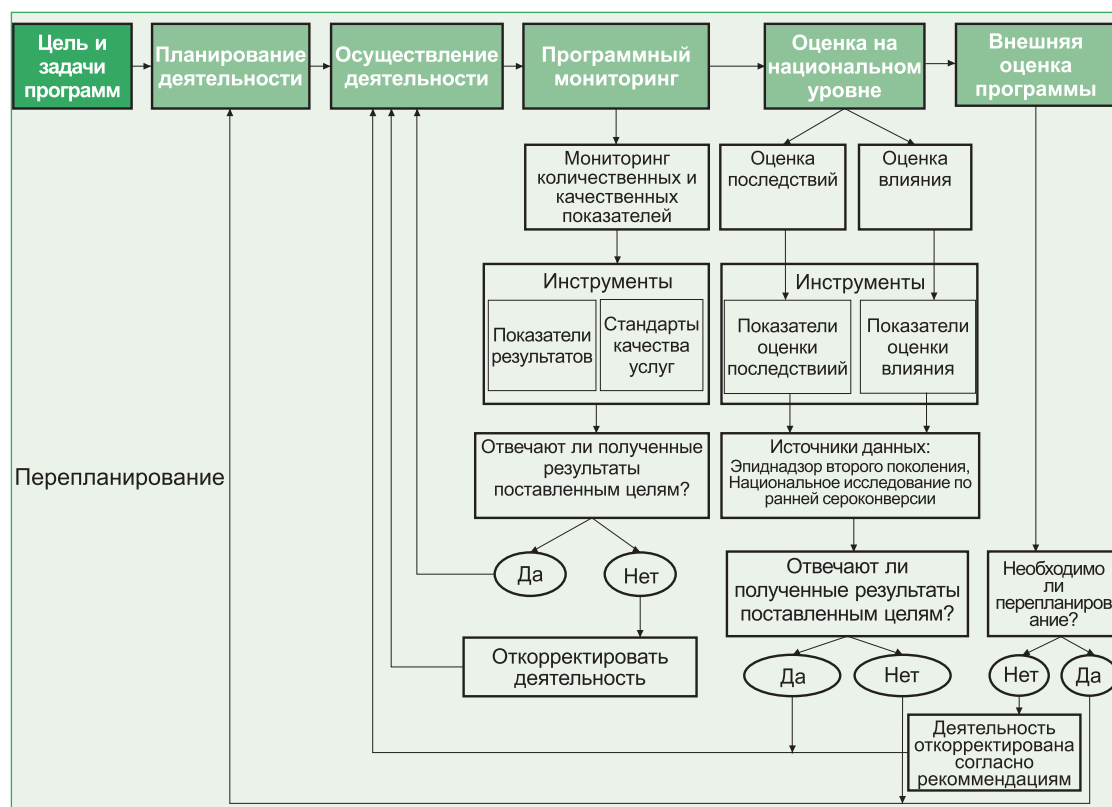 Цель и
задачи
программ
Планирование
деятельности
Осуществление
деятельности
Программный
мониторинг
Оценка на
национальном
уровне
Внешняя
оценка
программы
Мониторинг
количественных и
качественных
показателей
Оценка
последствий
Оценка
влияния
Инструменты
Показатели
результатов
Стандарты
качества
услуг
Инструменты
Показатели
оценки
последствиий
Показатели
оценки
влияния
Перепланирование
Отвечают ли полученные
результаты
поставленным целям?
Источники данных:
Эпиднадзор второго поколения,
Национальное исследование по
ранней сероконверсии
Да
Нет
Отвечают ли
полученные результаты
поставленным целям?
Необходимо
ли
перепланиров
ание?
Откорректировать
деятельность
Да
Нет
Нет
Да
Деятельность
откорректирована
согласно
рекоммендациям